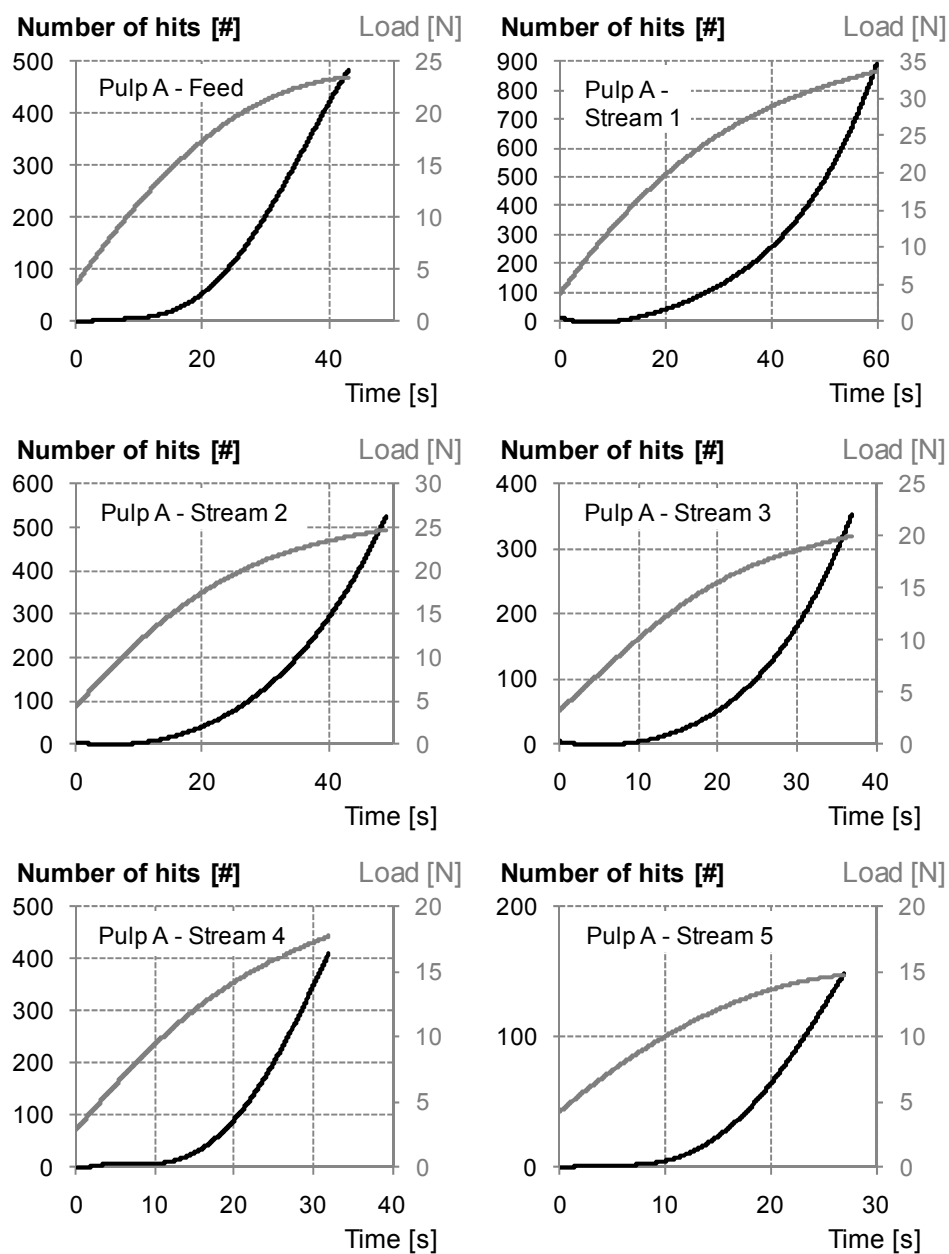 Number of hits [#] Load [N]
Pulp A - Feed
500 25
400 20
300 15
200 10
100 5
0 0
0 20 40
Time [s]
Number of hits [#] Load [N]
Pulp A -
Stream 1
900 35
800 30
700 25
600 20
500 15
400 10
300 5
200 0
100
0
0 20 40 60
Time [s]
Number of hits [#] Load [N]
Pulp A - Stream 2
600 30
500 25
400 20
300 15
200 10
100 5
0 0
0 20 40
Time [s]
Number of hits [#] Load [N]
Pulp A - Stream 3
400 25
300 20
200 15
100 10
0 5
0
0 10 20 30 40
Time [s]
Number of hits [#] Load [N]
Pulp A - Stream 4
500 20
400 15
300 10
200 5
100 0
0
0 10 20 30 40
Time [s]
Number of hits [#] Load [N]
Pulp A - Stream 5
200 20
100 15
0 10
5
0
0 10 20 30
Time [s]